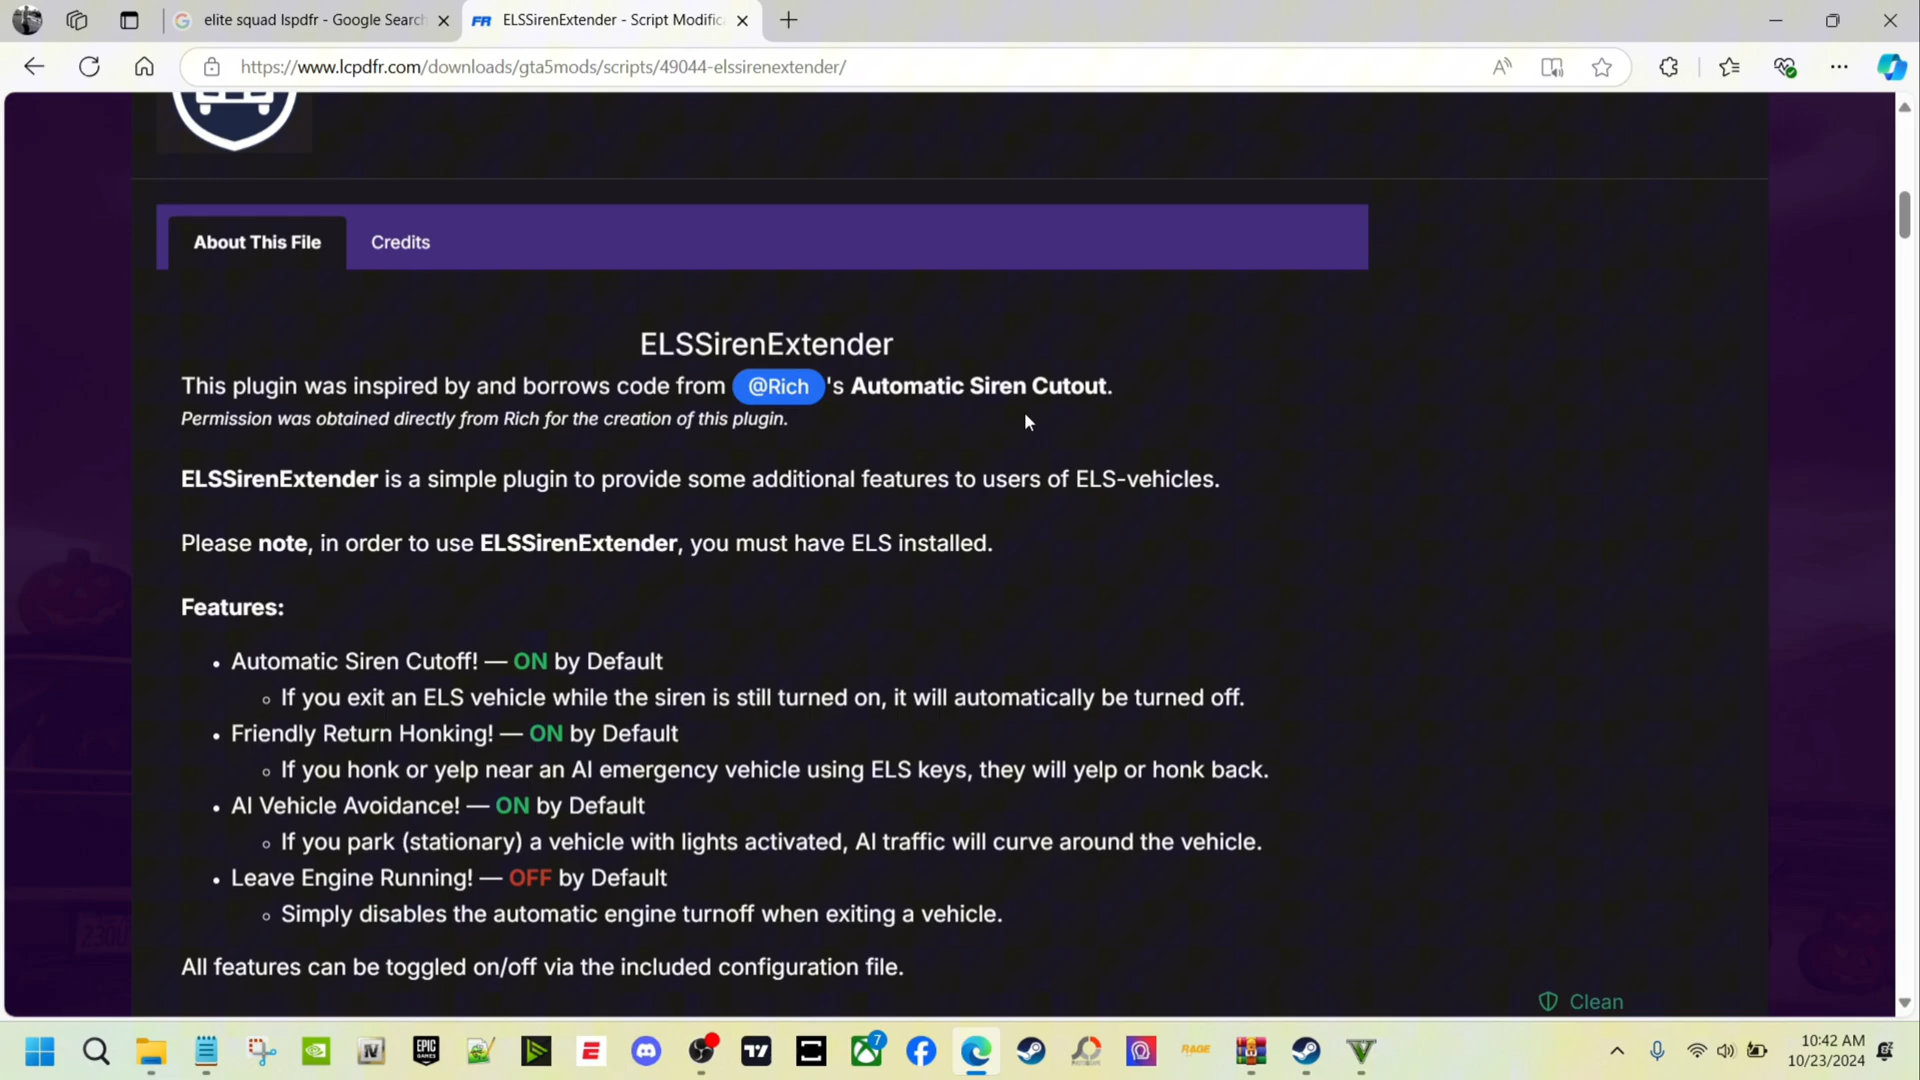 elite squad lspdfr - Google Search
FR ELSSirenExtender - Script Modific
https://www.lcpdfr.com/downloads/gta5mods/scripts/49044-elssirenextender/
About This File
Credits
ELSSirenExtender
This plugin was inspired by and borrows code from @Rich 's Automatic Siren Cutout.
Permission was obtained directly from Rich for the creation of this plugin.
ELSSirenExtender is a simple plugin to provide some additional features to users of ELS-vehicles.
Please note, in order to use ELSSirenExtender, you must have ELS installed.
Features:
• Automatic Siren Cutoff! — ON by Default
◦ If you exit an ELS vehicle while the siren is still turned on, it will automatically be turned off.
• Friendly Return Honking! — ON by Default
◦ If you honk or yelp near an AI emergency vehicle using ELS keys, they will yelp or honk back.
• AI Vehicle Avoidance! — ON by Default
◦ If you park (stationary) a vehicle with lights activated, AI traffic will curve around the vehicle.
• Leave Engine Running! — OFF by Default
◦ Simply disables the automatic engine turnoff when exiting a vehicle.
All features can be toggled on/off via the included configuration file.
Clean
IV
EPIC GAMES
E
7
RAGE
V
10:42 AM
10/23/2024